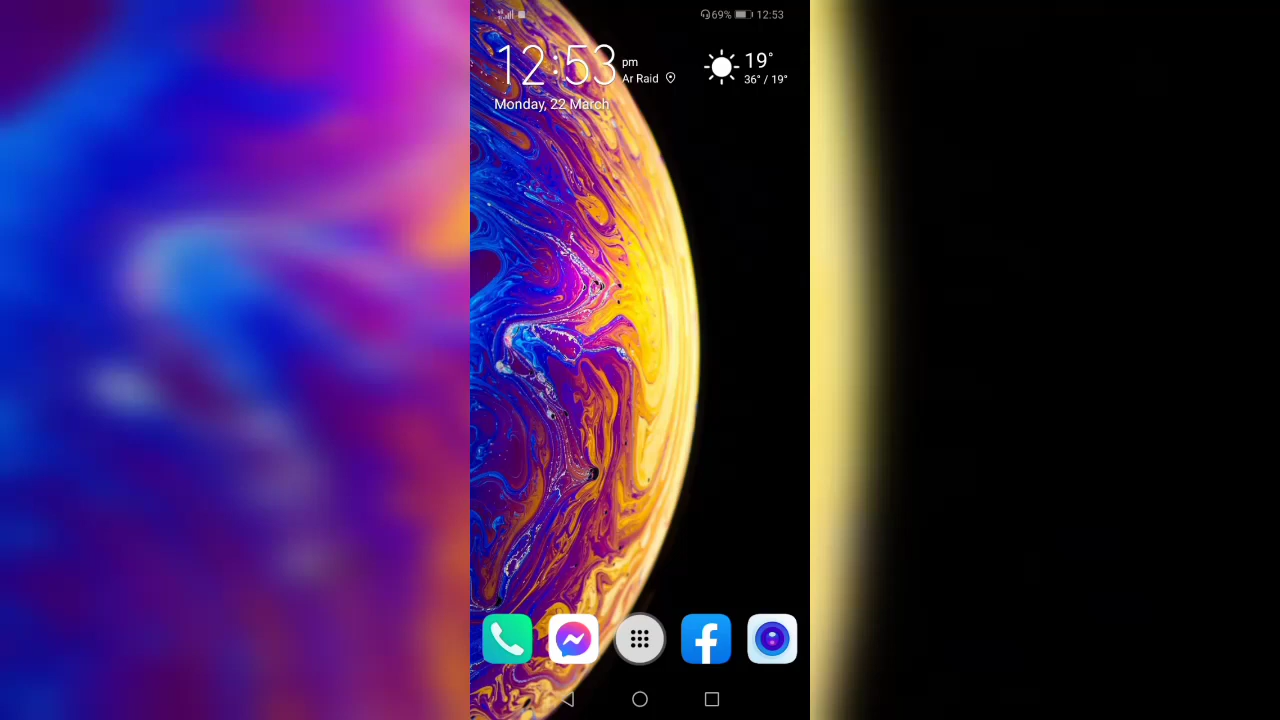 69% 12:53
12:53 pm
Ar Raid
19°
36° / 19°
Monday, 22 March